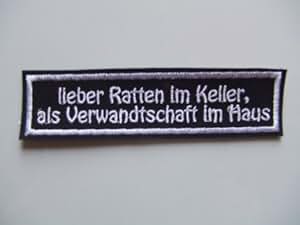 lieber Ratten im Keller,
als Verwandtschaft im Haus